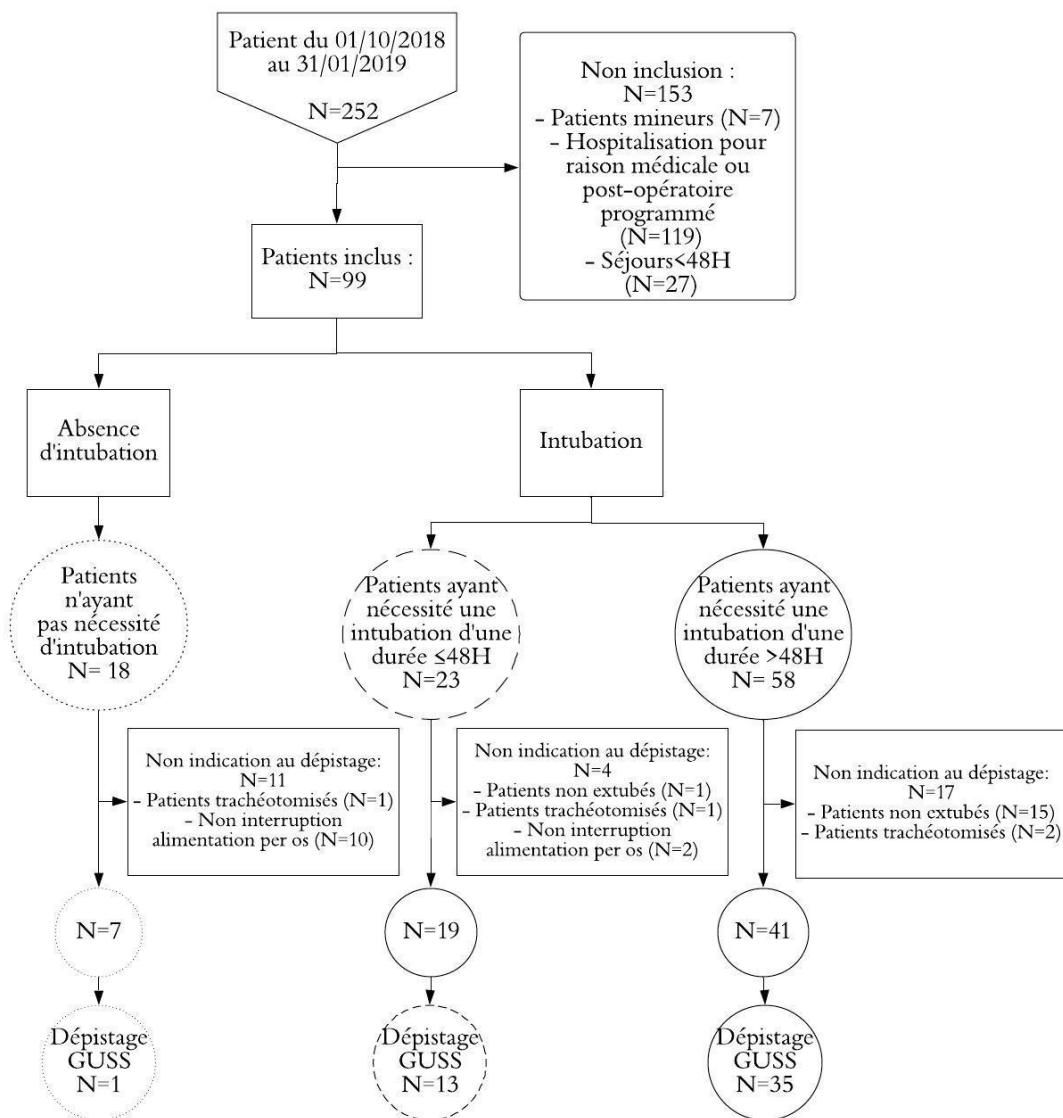 Patient du 01/10/2018
au 31/01/2019
N=252
Non inclusion :
N=153
- Patients mineurs (N=7)
- Hospitalisation pour
raison médicale ou
post-opératoire
programmé
(N=119)
- Séjours<48H
(N=27)
Patients inclus :
N=99
Absence
d'intubation
Intubation
Patients
n'ayant
pas nécessité
d'intubation
N= 18
Patients ayant
nécessité une
intubation d'une
durée ≤48H
N=23
Patients ayant
nécessité une
intubation d'une
durée >48H
N= 58
Non indication au dépistage:
N=11
- Patients trachéotomisés (N=1)
- Non interruption
alimentation per os (N=10)
Non indication au dépistage:
N=4
- Patients non extubés (N=1)
- Patients trachéotomisés (N=1)
- Non interruption
alimentation per os (N=2)
Non indication au dépistage:
N=17
- Patients non extubés (N=15)
- Patients trachéotomisés (N=2)
N=7
N=19
N=41
Dépistage
GUSS
N=1
Dépistage
GUSS
N=13
Dépistage
GUSS
N=35